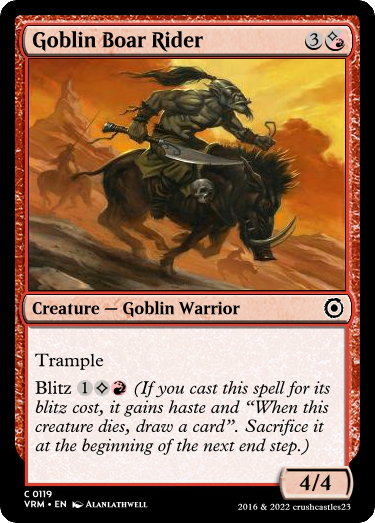 Goblin Boar Rider 3
Creature — Goblin Warrior
Trample
Blitz 1 (If you cast this spell for its
blitz cost, it gains haste and “When this
creature dies, draw a card”. Sacrifice it
at the beginning of the next end step.)
4/4
C 0119
VRM • EN Alanlathwell
2016 & 2022 crushcastles23